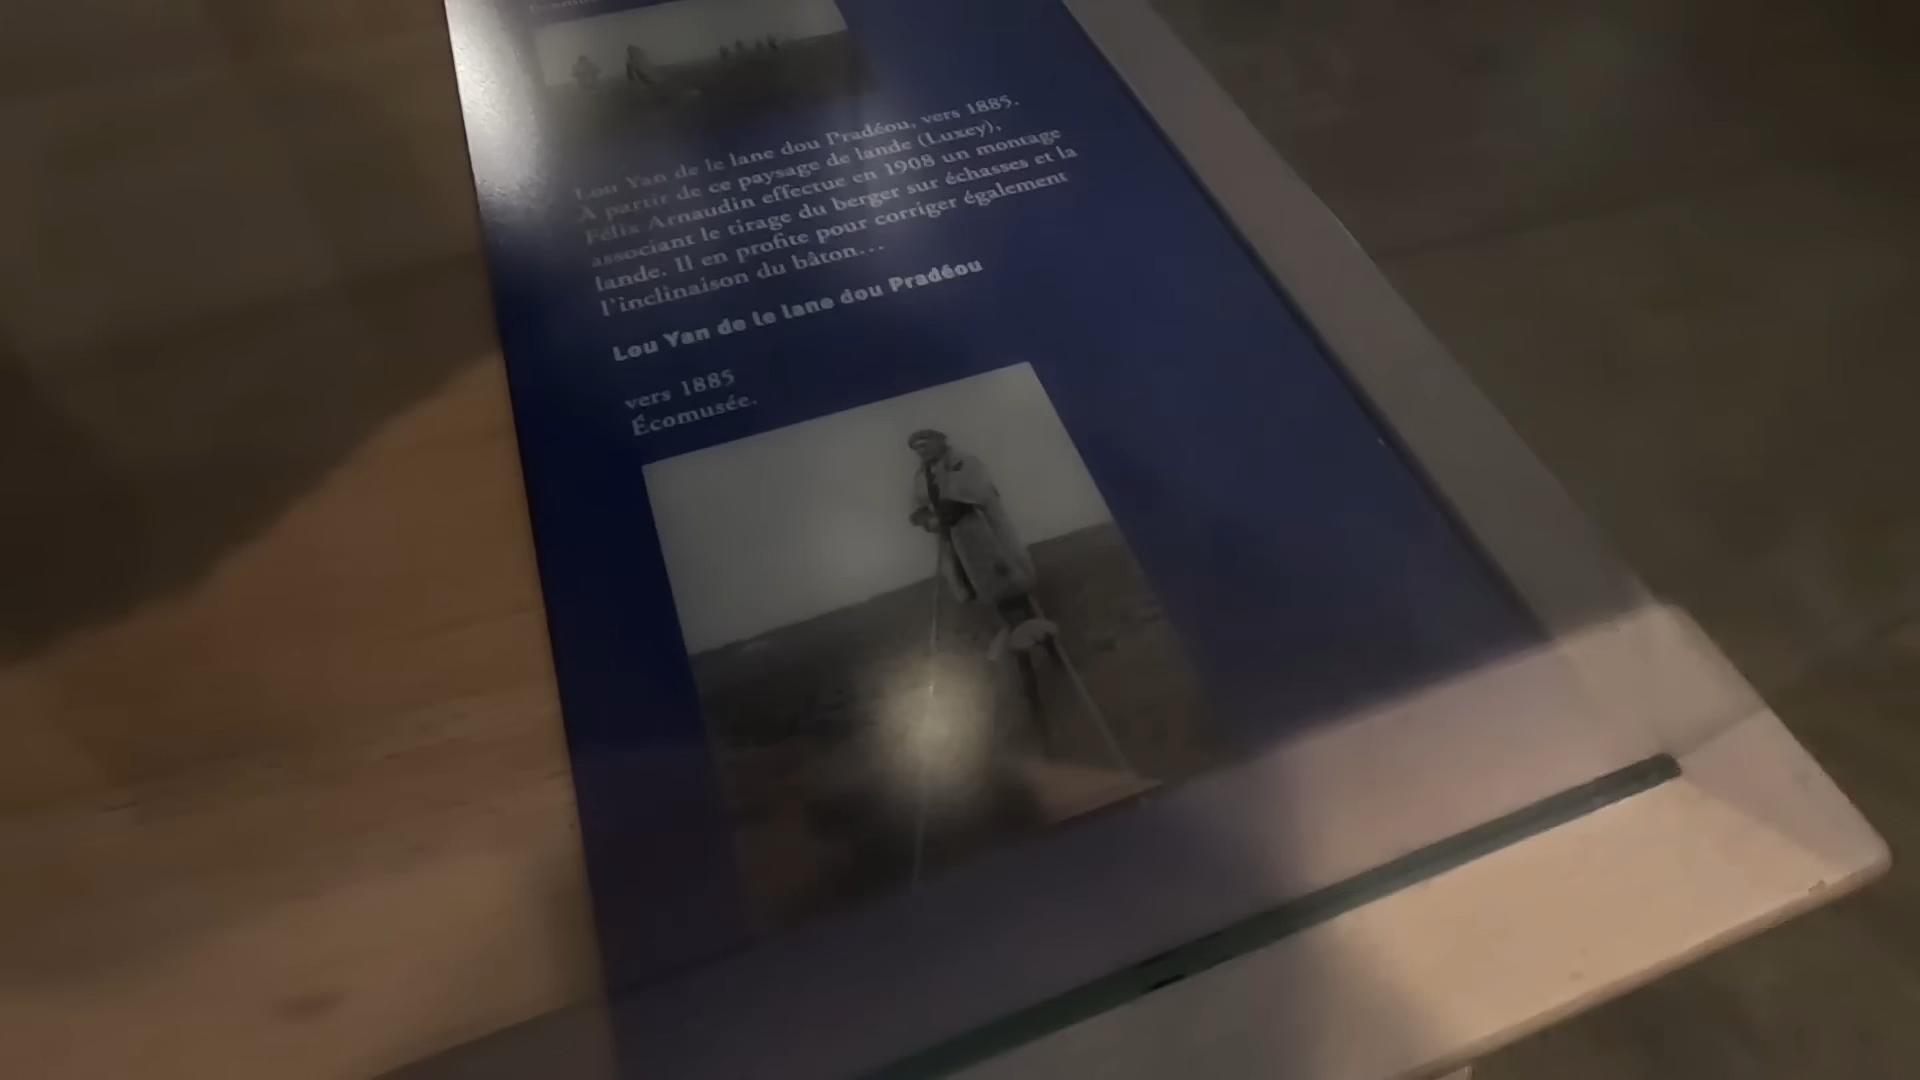 Lou Yan de le lane dou Pradéou, vers 1885.
À partir de ce paysage de lande (Luxey),
Félix Arnaudin effectue en 1908 un montage
associant le tirage du berger sur échasses et la
lande. Il en profite pour corriger également
l'inclinaison du bâton...
Lou Yan de le lane dou Pradéou
vers 1885
Écomusée.